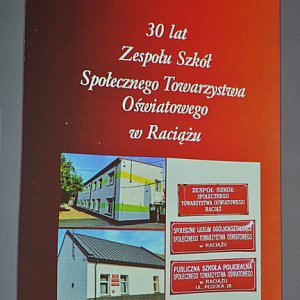 30 lat
Zespołu Szkół
Społecznego Towarzystwa
Oświatowego
w Raciążu
ZESPÓŁ SZKÓŁ
SPOŁECZNEGO
TOWARZYSTWA OŚWIATOWEGO
RACIĄŻ
SPOŁECZNE LICEUM OGÓLNOKSZTAŁCĄCE
SPOŁECZNEGO TOWARZYSTWA OŚWIATOWEGO
w RACIĄŻU
PUBLICZNA SZKOŁA POLICEALNA
SPOŁECZNEGO TOWARZYSTWA OŚWIATOWEGO
w RACIĄŻU
UL. PŁOCKA 28